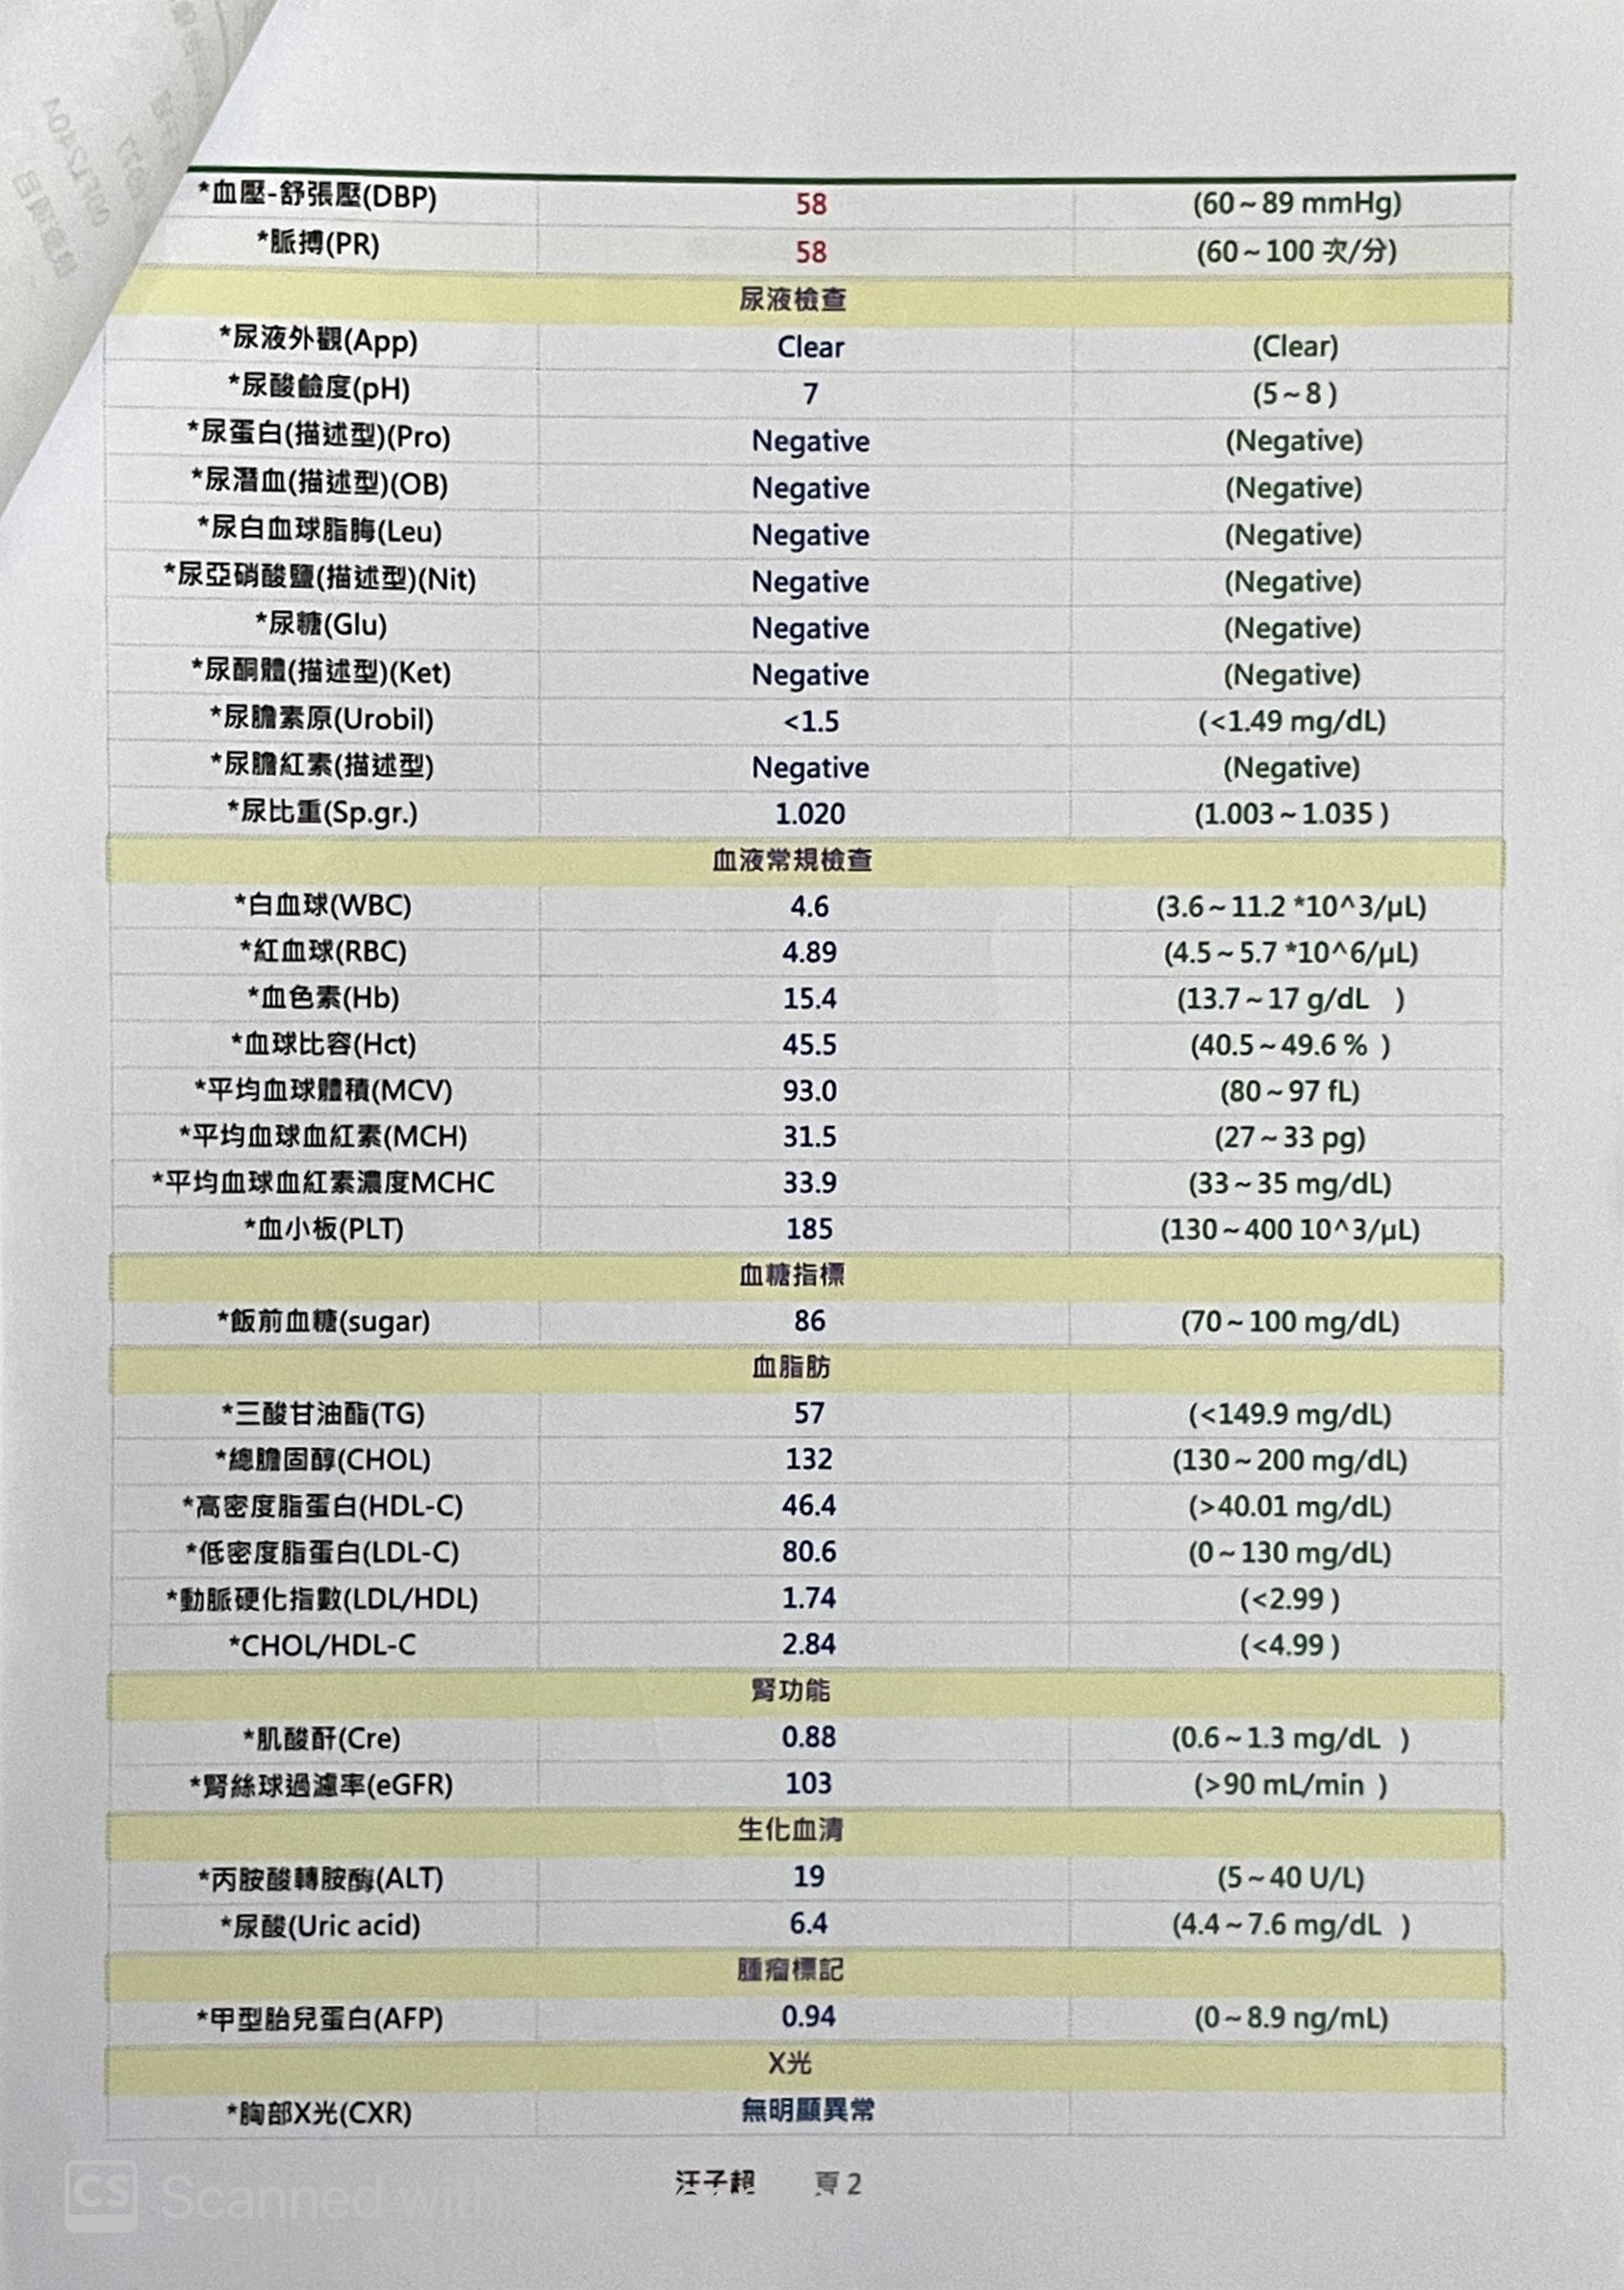 *血壓-舒張壓(DBP) 58 (60~89 mmHg)
*脈搏(PR) 58 (60~100 次/分)
尿液檢查
*尿液外觀(App) Clear (Clear)
*尿酸鹼度(pH) 7 (5~8 )
*尿蛋白(描述型)(Pro) Negative (Negative)
*尿潛血(描述型)(OB) Negative (Negative)
*尿白血球脂酶(Leu) Negative (Negative)
*尿亞硝酸鹽(描述型)(Nit) Negative (Negative)
*尿糖(Glu) Negative (Negative)
*尿酮體(描述型)(Ket) Negative (Negative)
*尿膽素原(Urobil) <1.5 (<1.49 mg/dL)
*尿膽紅素(描述型) Negative (Negative)
*尿比重(Sp.gr.) 1.020 (1.003~1.035 )
血液常規檢查
*白血球(WBC) 4.6 (3.6~11.2 *10^3/μL)
*紅血球(RBC) 4.89 (4.5~5.7 *10^6/μL)
*血色素(Hb) 15.4 (13.7~17 g/dL )
*血球比容(Hct) 45.5 (40.5~49.6 % )
*平均血球體積(MCV) 93.0 (80~97 fL)
*平均血球血紅素(MCH) 31.5 (27~33 pg)
*平均血球血紅素濃度MCHC 33.9 (33~35 mg/dL)
*血小板(PLT) 185 (130~400 10^3/μL)
血糖指標
*飯前血糖(sugar) 86 (70~100 mg/dL)
血脂肪
*三酸甘油酯(TG) 57 (<149.9 mg/dL)
*總膽固醇(CHOL) 132 (130~200 mg/dL)
*高密度脂蛋白(HDL-C) 46.4 (>40.01 mg/dL)
*低密度脂蛋白(LDL-C) 80.6 (0~130 mg/dL)
*動脈硬化指數(LDL/HDL) 1.74 (<2.99 )
*CHOL/HDL-C 2.84 (<4.99 )
腎功能
*肌酸酐(Cre) 0.88 (0.6~1.3 mg/dL )
*腎絲球過濾率(eGFR) 103 (>90 mL/min )
生化血清
*丙胺酸轉胺酶(ALT) 19 (5~40 U/L)
*尿酸(Uric acid) 6.4 (4.4~7.6 mg/dL )
腫瘤標記
*甲型胎兒蛋白(AFP) 0.94 (0~8.9 ng/mL)
X光
*胸部X光(CXR) 無明顯異常
汪子超 頁 2
CS Scanned with